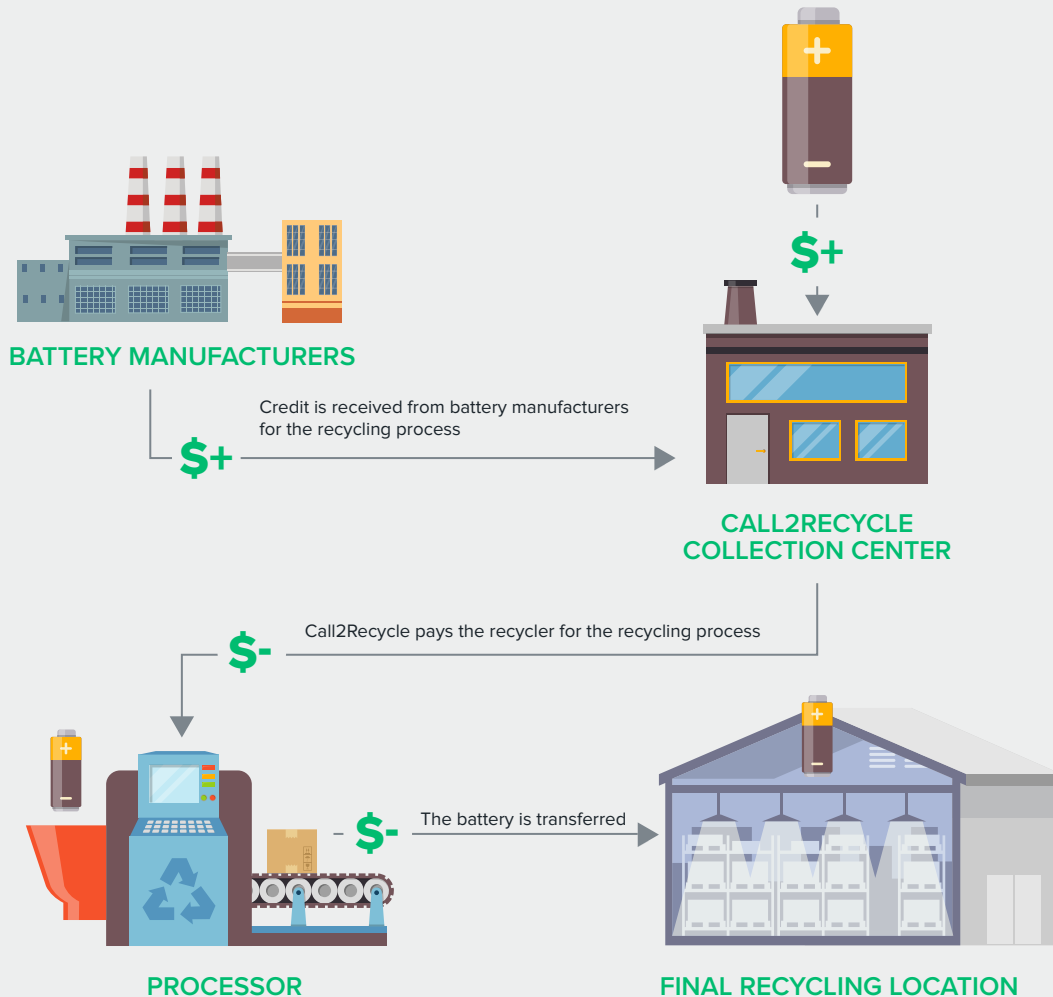 $+
BATTERY MANUFACTURERS
Credit is received from battery manufacturers
for the recycling process
$+
CALL2RECYCLE
COLLECTION CENTER
Call2Recycle pays the recycler for the recycling process
$-
$-
The battery is transferred
PROCESSOR
FINAL RECYCLING LOCATION